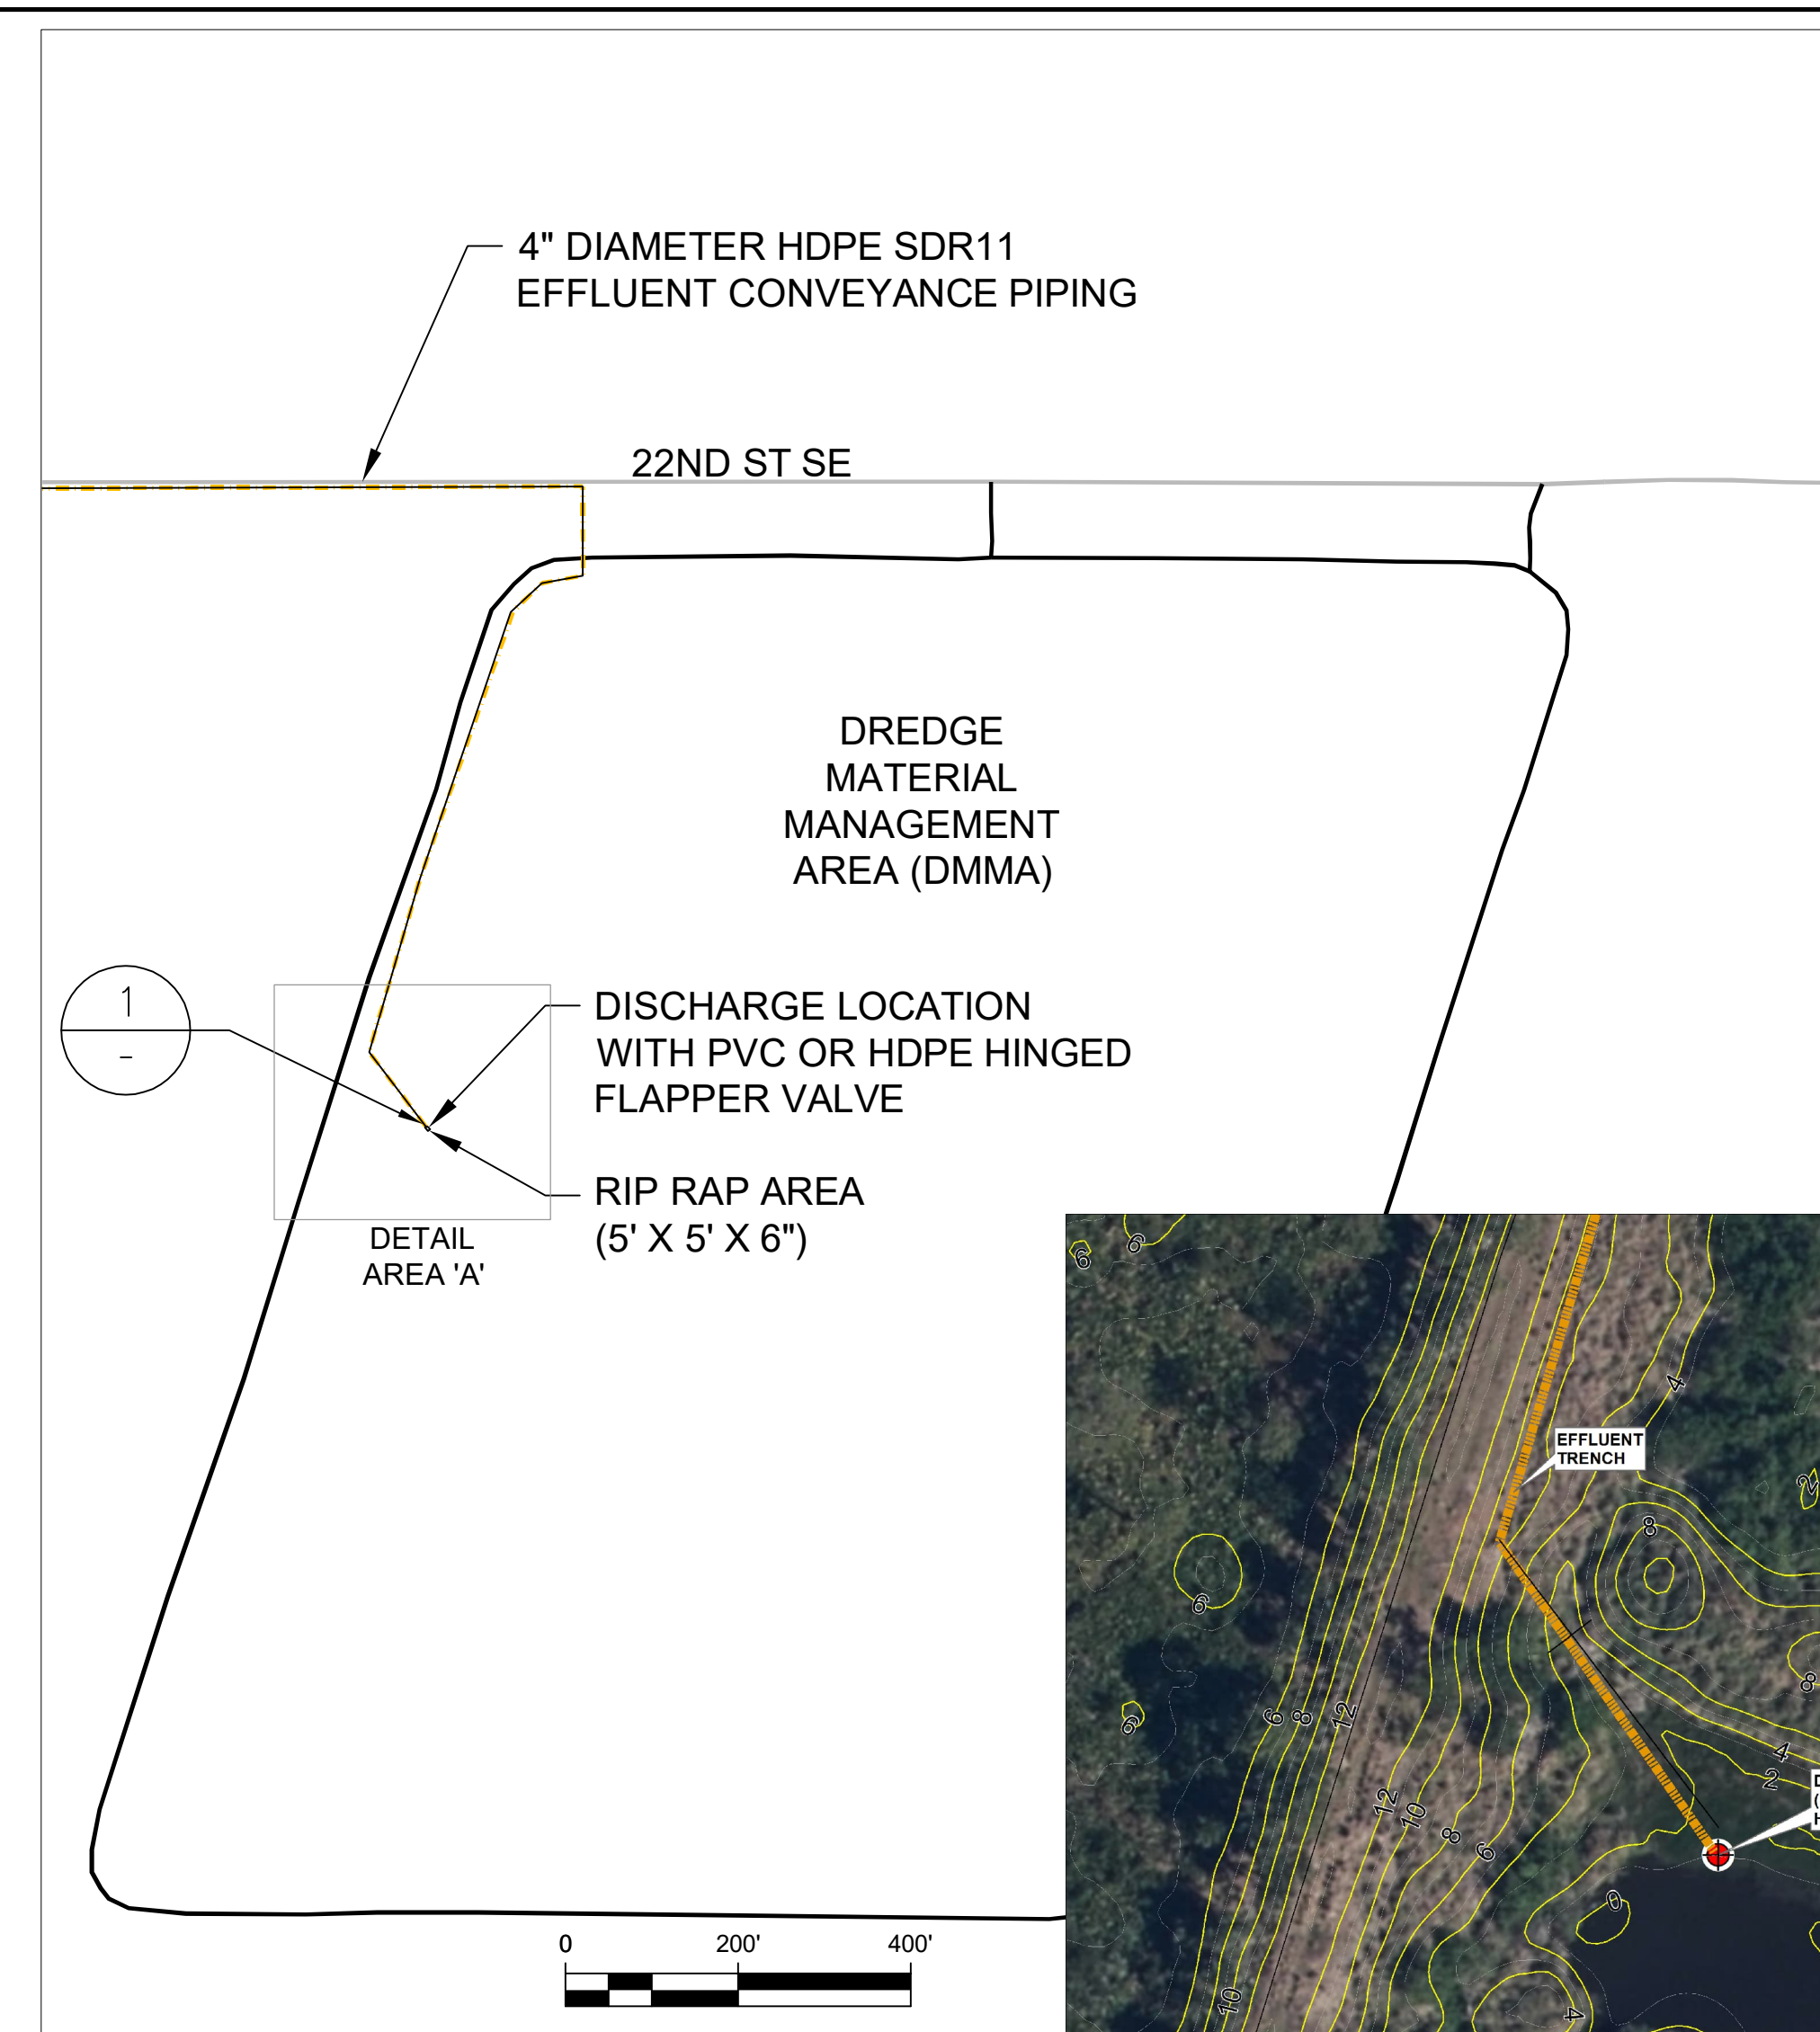 4" DIAMETER HDPE SDR11
EFFLUENT CONVEYANCE PIPING
22ND ST SE
DREDGE
MATERIAL
MANAGEMENT
AREA (DMMA)
1
-
DISCHARGE LOCATION
WITH PVC OR HDPE HINGED
FLAPPER VALVE
RIP RAP AREA
(5' X 5' X 6")
DETAIL
AREA 'A'
6
6
4
EFFLUENT
TRENCH
2
8
6
8
6
6
8
12
4
2
12
10
8
6
0
10
4
0
200'
400'